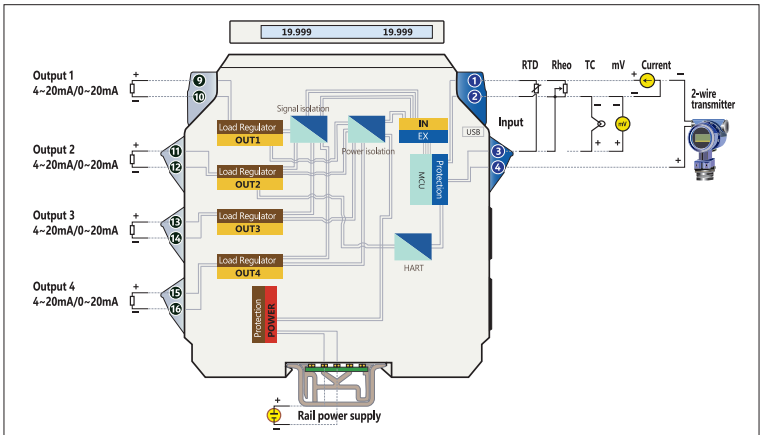 19.999 19.999
Output 1
4~20mA/0~20mA
+
−
9
10
Output 2
4~20mA/0~20mA
+
−
11
12
Output 3
4~20mA/0~20mA
+
−
13
14
Output 4
4~20mA/0~20mA
+
−
15
16
Signal isolation
Load Regulator
OUT1
Load Regulator
OUT2
Load Regulator
OUT3
Load Regulator
OUT4
Power isolation
IN
EX
USB
MCU
Protection
HART
Protection
POWER
1
2
3
4
Input
RTD Rheo TC mV Current
+
−
−
−
mV
+
+
−
+
2-wire
transmitter
+
−
Rail power supply